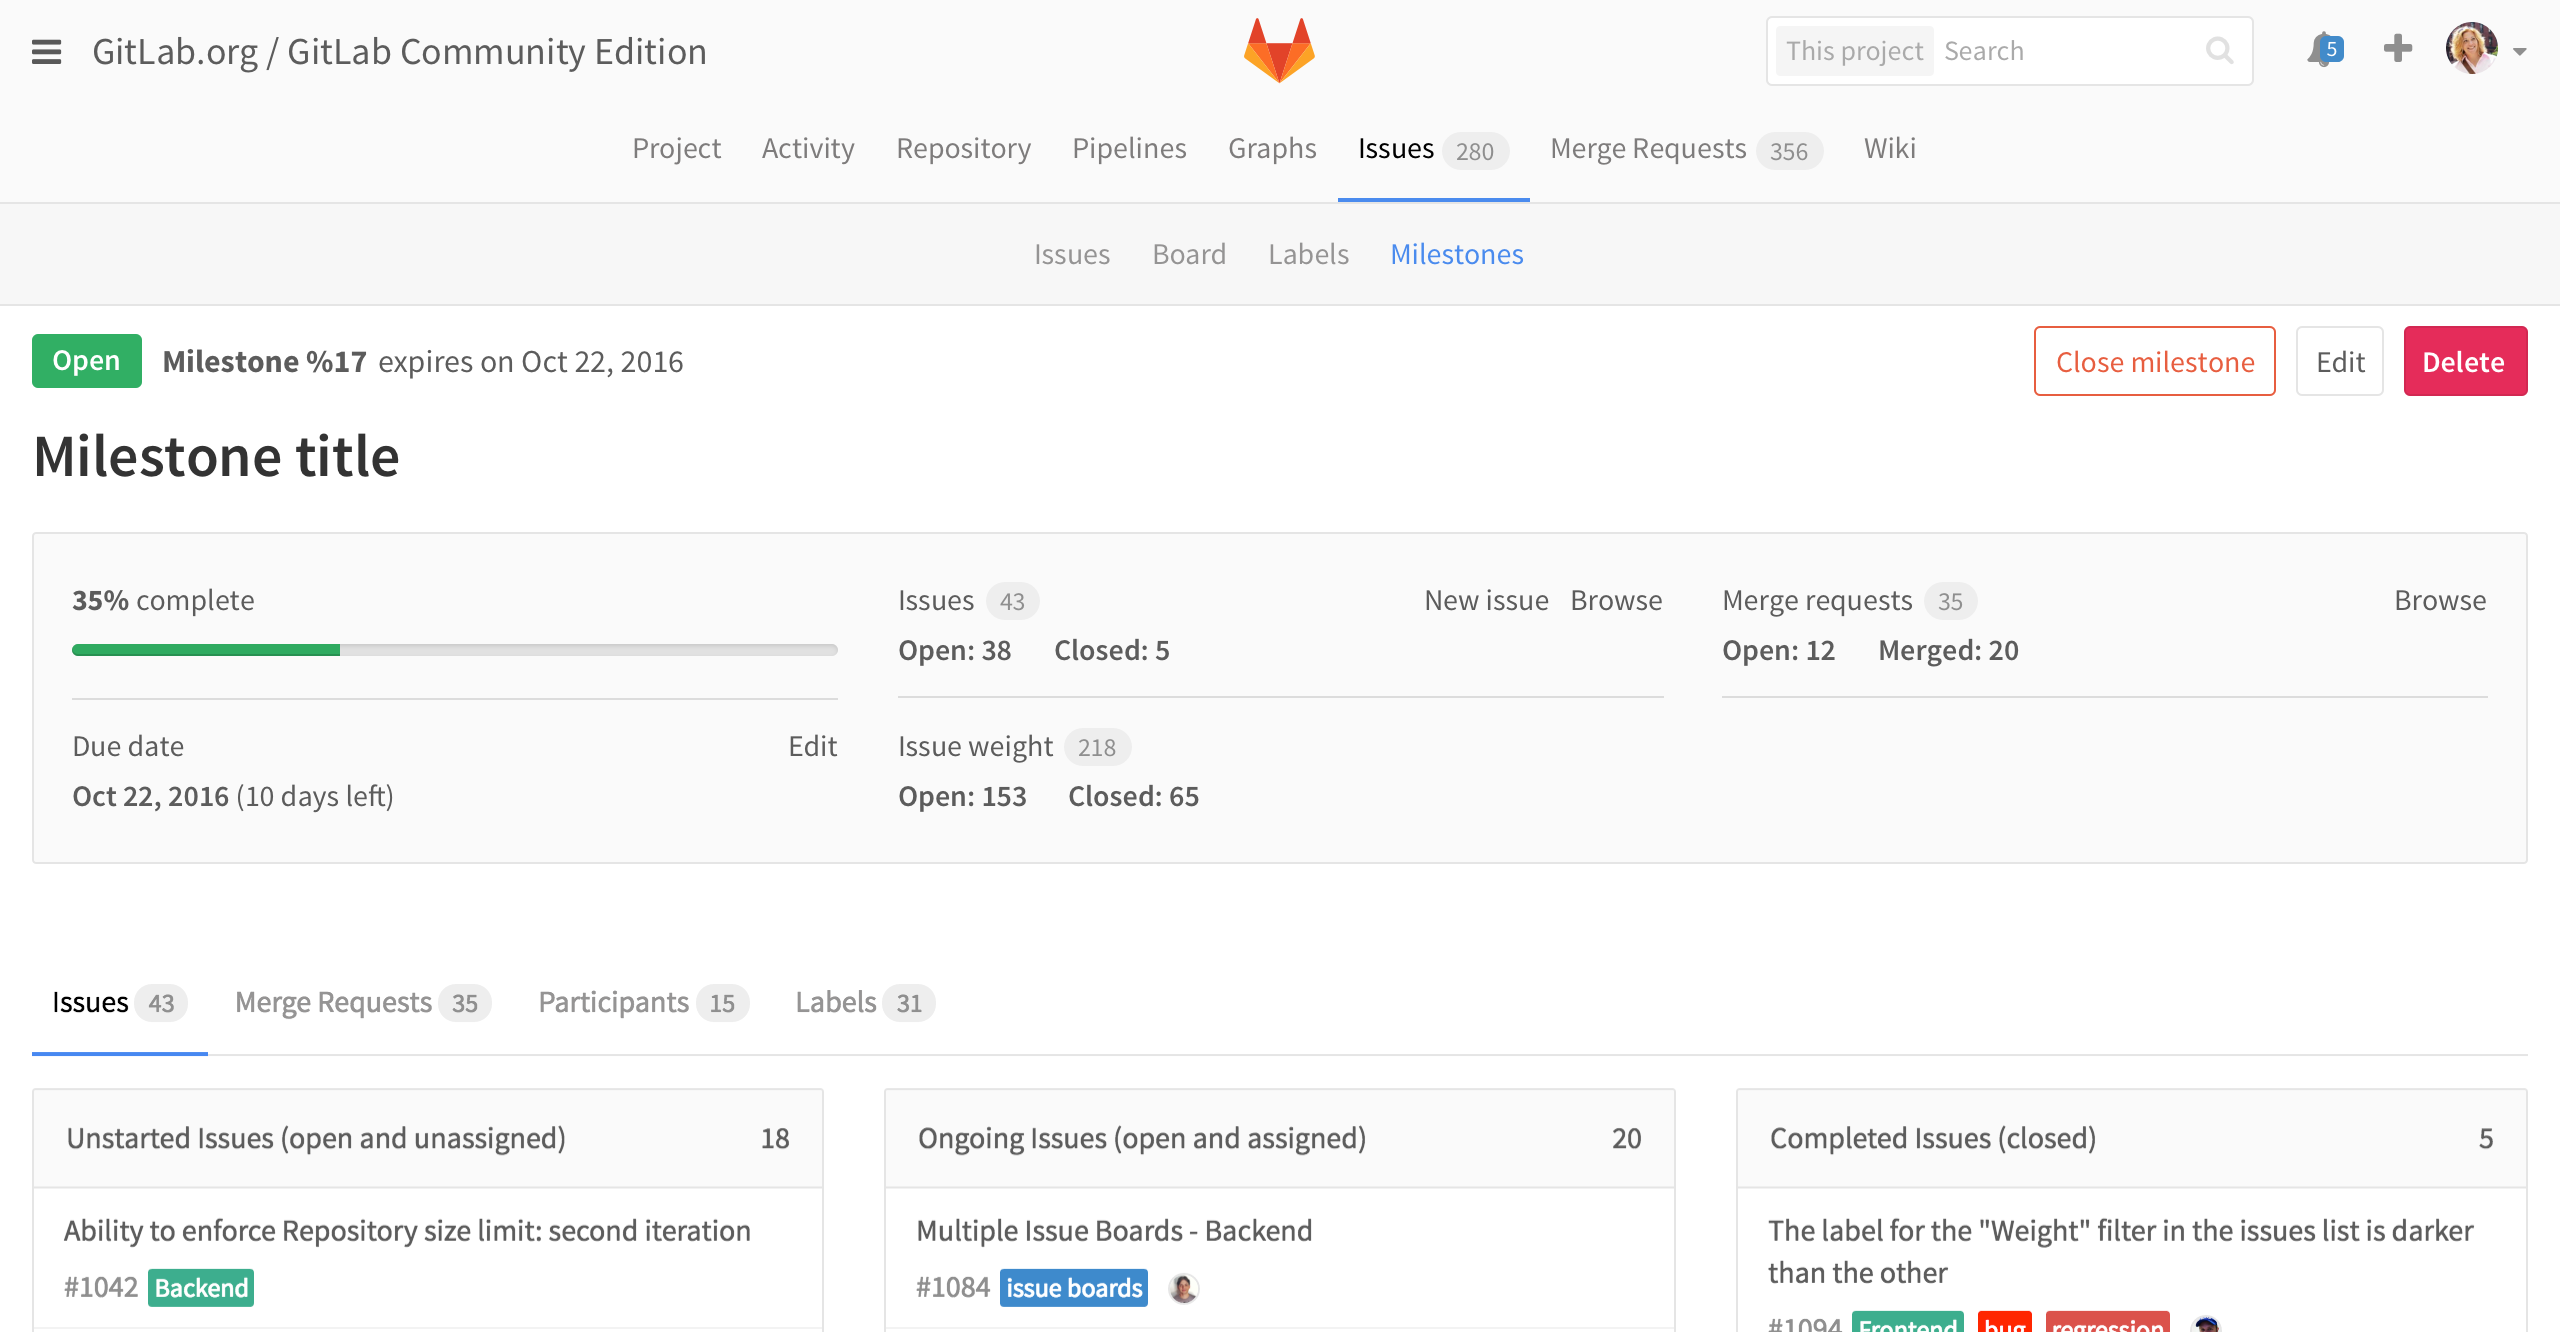 GitLab.org / GitLab Community Edition
This project Search
5
Project Activity Repository Pipelines Graphs Issues 280 Merge Requests 356 Wiki
Issues Board Labels Milestones
Open Milestone %17 expires on Oct 22, 2016
Close milestone Edit Delete
Milestone title
35% complete
Issues 43 New issue Browse
Open: 38 Closed: 5
Merge requests 35 Browse
Open: 12 Merged: 20
Due date Edit
Oct 22, 2016 (10 days left)
Issue weight 218
Open: 153 Closed: 65
Issues 43 Merge Requests 35 Participants 15 Labels 31
Unstarted Issues (open and unassigned) 18
Ability to enforce Repository size limit: second iteration
#1042 Backend
Ongoing Issues (open and assigned) 20
Multiple Issue Boards - Backend
#1084 issue boards
Completed Issues (closed) 5
The label for the "Weight" filter in the issues list is darker
than the other
#1094 Frontend bug regression